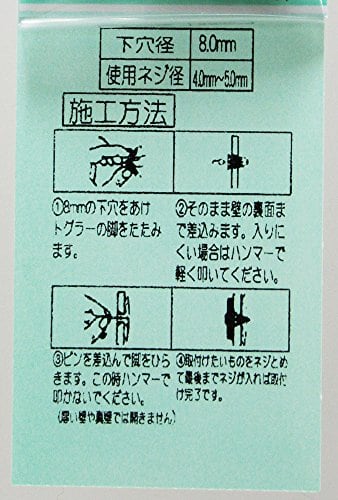 下穴径 8.0mm
使用ネジ径 4.0mm～5.0mm
施工方法
①8mmの下穴をあけ
トグラーの脚をたたみ
ます。
②そのまま壁の裏面ま
で差込みます。入りに
くい場合はハンマーで
軽く叩いてください。
③ピンを差込んで脚をひら
きます。この時ハンマーで
叩かないでください。
(厚い壁や真壁では開きません)
④取付けたいものをネジとめ
て最後までネジが入れば取付
け完了です。